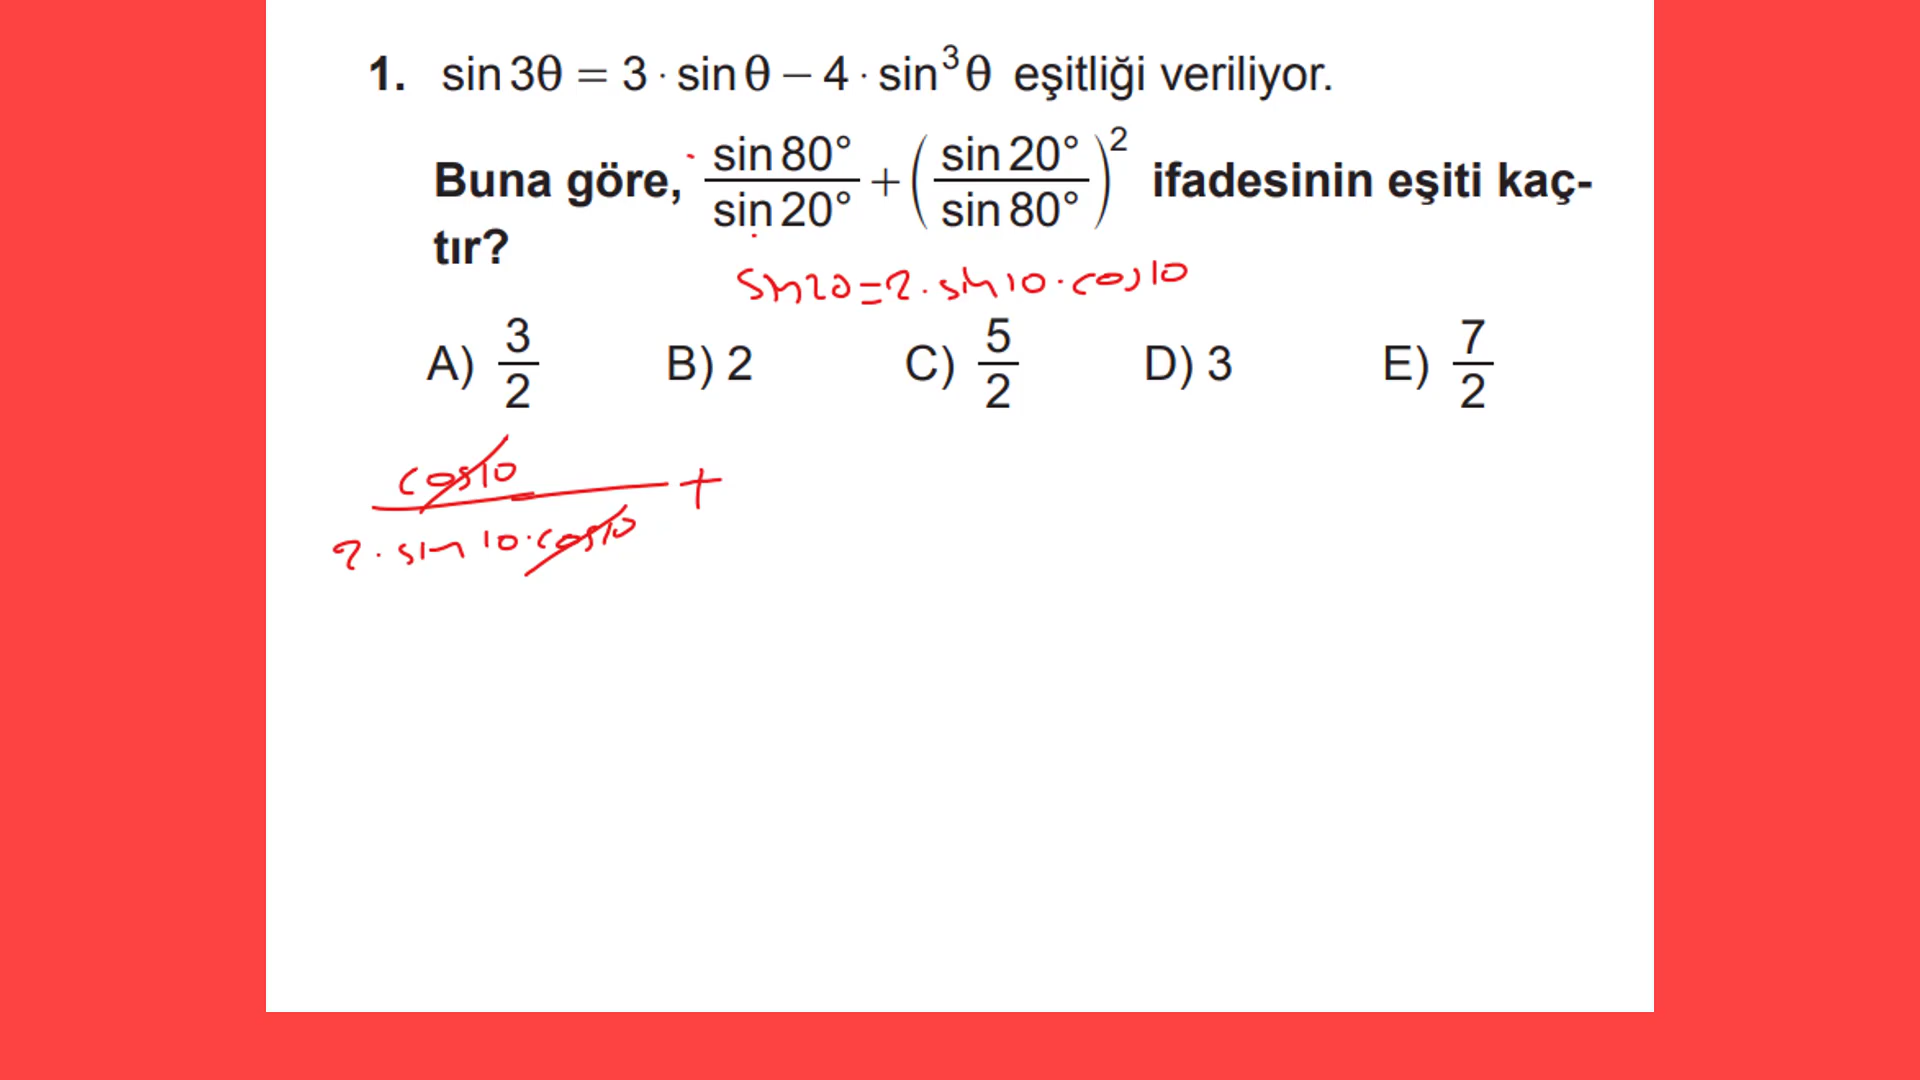 1. sin 3θ = 3 · sin θ − 4 · sin³θ eşitliği veriliyor.
Buna göre, sin 80° / sin 20° + (sin 20° / sin 80°)² ifadesinin eşiti kaç-
tır?
sin20=2.sin10.cos10
A) 3/2 B) 2 C) 5/2 D) 3 E) 7/2
cos10 / 2.sin10.cos10 +